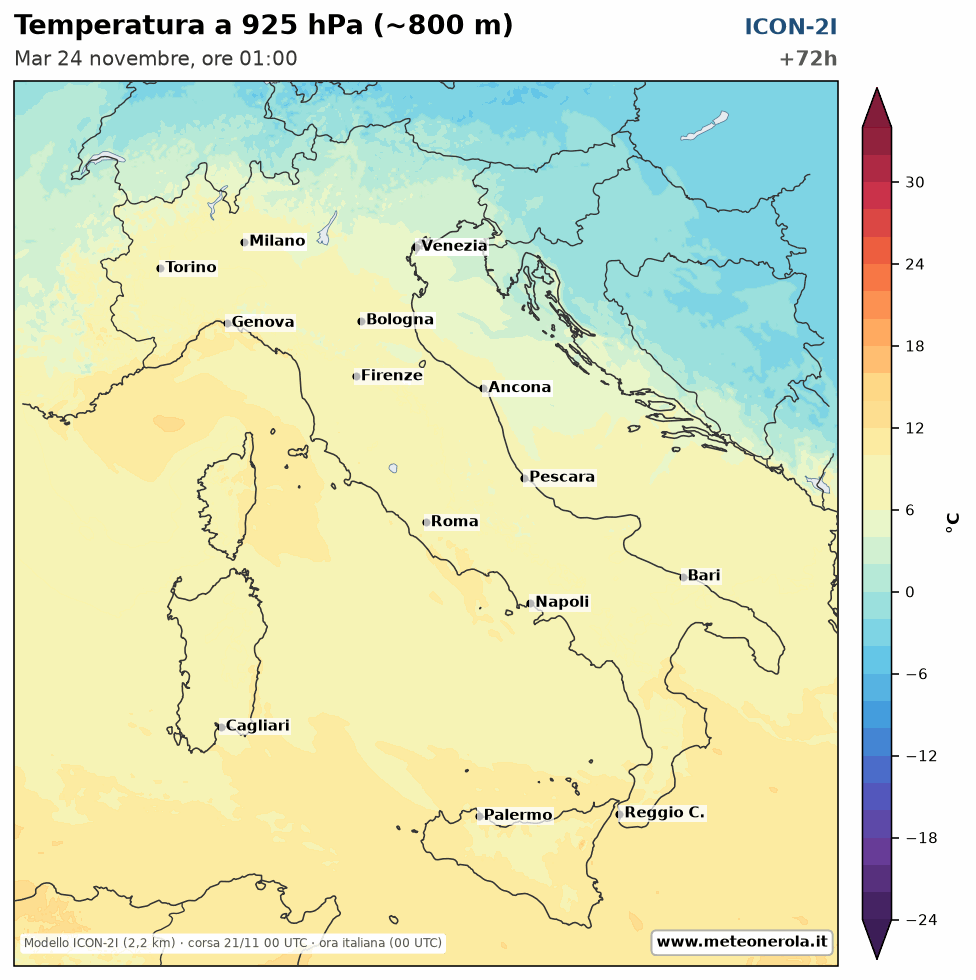 Temperatura a 925 hPa (~800 m)
ICON-2I
Mar 24 novembre, ore 01:00
+72h
Milano
Venezia
Torino
Genova
Bologna
Firenze
Ancona
Pescara
Roma
Bari
Napoli
Cagliari
Palermo
Reggio C.
30
24
18
12
6
0
−6
−12
−18
−24
°C
Modello ICON-2I (2,2 km) · corsa 21/11 00 UTC · ora italiana (00 UTC)
www.meteonerola.it